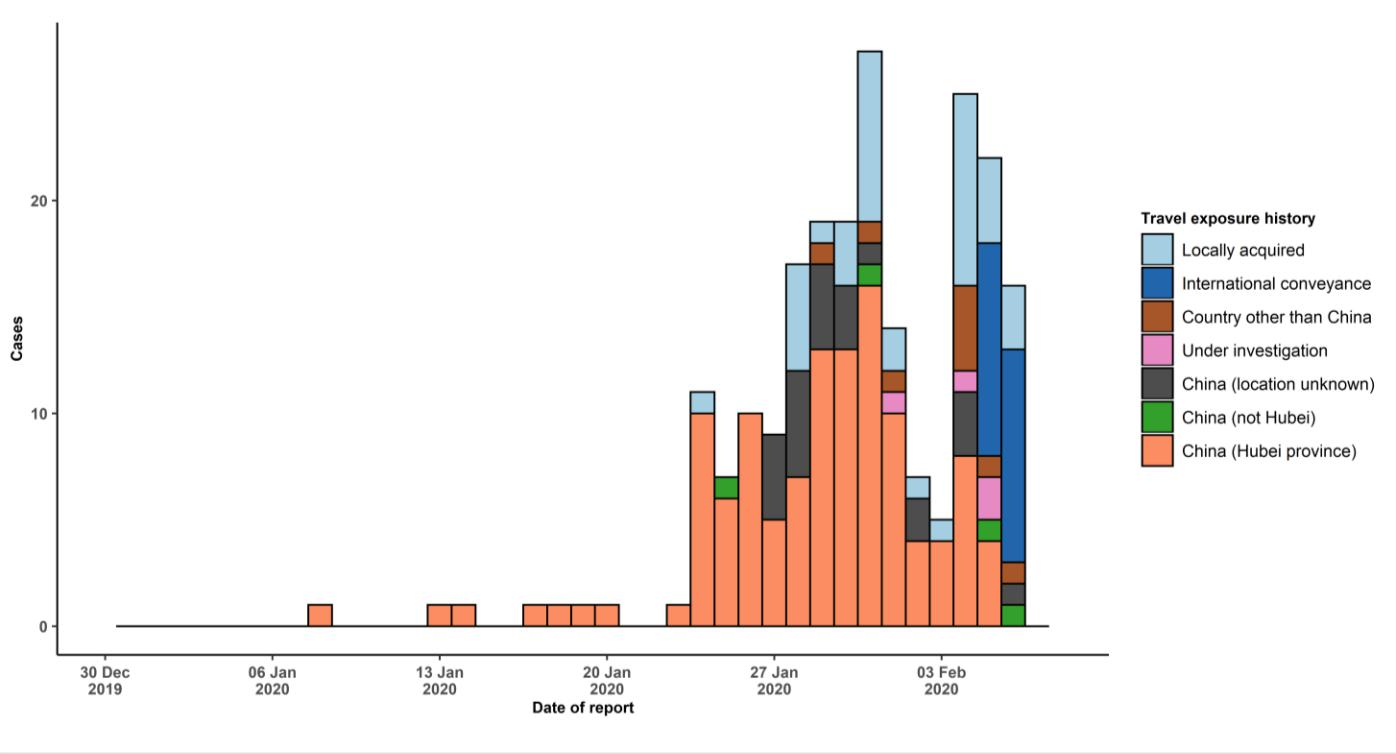 20
10
0
Cases
30 Dec
2019
06 Jan
2020
13 Jan
2020
20 Jan
2020
27 Jan
2020
03 Feb
2020
Date of report
Travel exposure history
Locally acquired
International conveyance
Country other than China
Under investigation
China (location unknown)
China (not Hubei)
China (Hubei province)